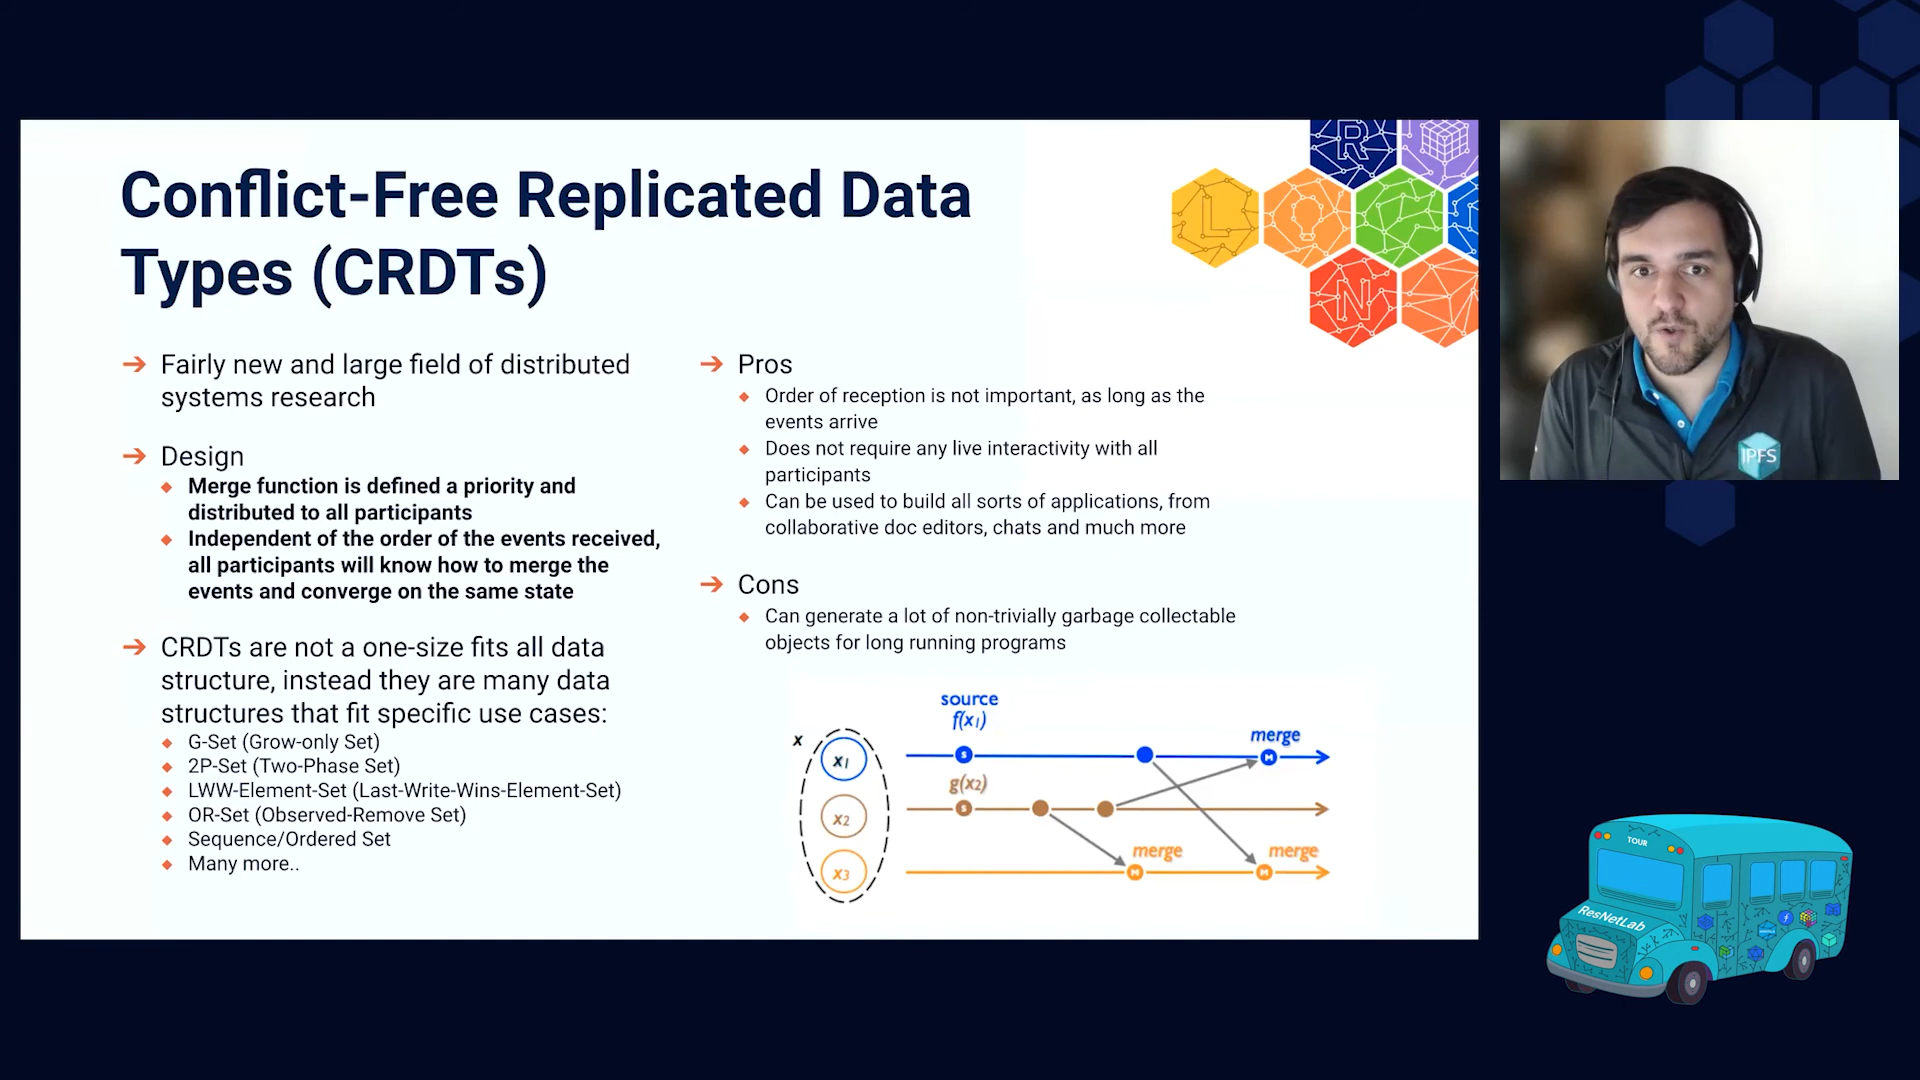 Conflict-Free Replicated Data
Types (CRDTs)
Fairly new and large field of distributed
systems research
Design
Merge function is defined a priority and
distributed to all participants
Independent of the order of the events received,
all participants will know how to merge the
events and converge on the same state
CRDTs are not a one-size fits all data
structure, instead they are many data
structures that fit specific use cases:
G-Set (Grow-only Set)
2P-Set (Two-Phase Set)
LWW-Element-Set (Last-Write-Wins-Element-Set)
OR-Set (Observed-Remove Set)
Sequence/Ordered Set
Many more..
Pros
Order of reception is not important, as long as the
events arrive
Does not require any live interactivity with all
participants
Can be used to build all sorts of applications, from
collaborative doc editors, chats and much more
Cons
Can generate a lot of non-trivially garbage collectable
objects for long running programs
source
f(x1)
x
x1
S
merge
M
g(x2)
x2
S
merge
merge
x3
M
M
R
L
N
IPFS
TOUR
ResNetLab